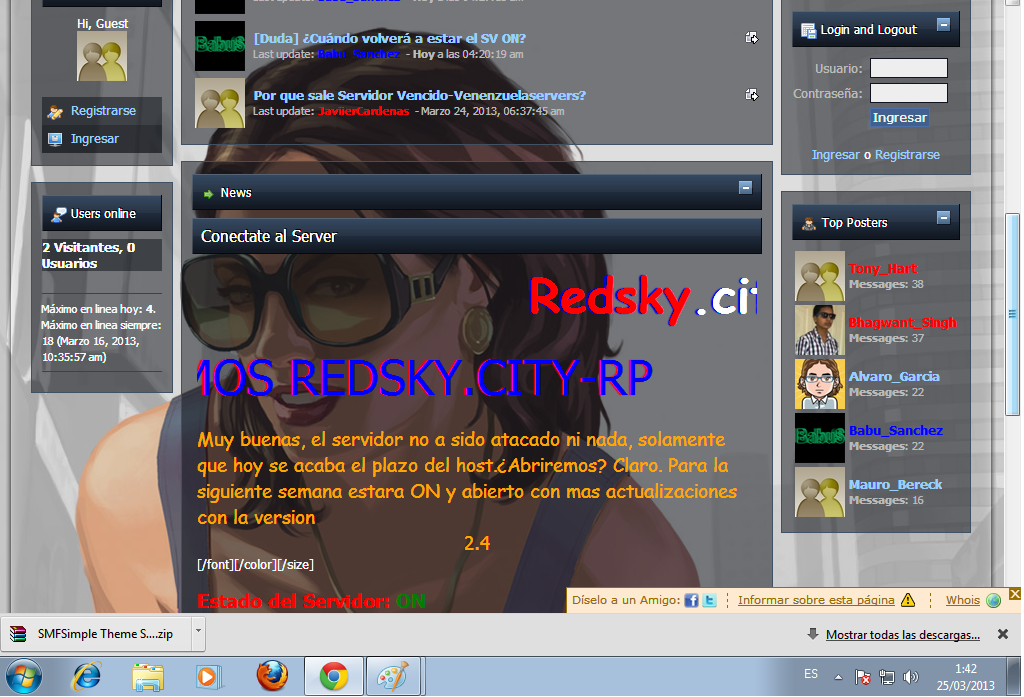 Hi, Guest
Registrarse
Ingresar
Users online
2 Visitantes, 0
Usuarios
Máximo en linea hoy: 4.
Máximo en linea siempre:
18 (Marzo 16, 2013,
10:35:57 am)
Last update: Babu_Sanchez - Hoy a las
BabuS
[Duda] ¿Cuándo volverá a estar el SV ON?
Last update: Babu_Sanchez - Hoy a las 04:20:19 am
Por que sale Servidor Vencido-Venenzuelaservers?
Last update: JaviierCardenas - Marzo 24, 2013, 06:37:45 am
News
Conectate al Server
Redsky.cit
MOS REDSKY.CITY-RP
Muy buenas, el servidor no a sido atacado ni nada, solamente
que hoy se acaba el plazo del host.¿Abriremos? Claro. Para la
siguiente semana estara ON y abierto con mas actualizaciones
con la version
2.4
[/font][/color][/size]
Estado del Servidor: ON
Login and Logout
Usuario:
Contraseña:
Ingresar
Ingresar o Registrarse
Top Posters
Tony_Hart
Messages: 38
Bhagwant_Singh
Messages: 37
Alvaro_Garcia
Messages: 22
BabuS
Babu_Sanchez
Messages: 22
Mauro_Bereck
Messages: 16
Díselo a un Amigo:
Informar sobre esta página
Whois
SMFSimple Theme S....zip
Mostrar todas las descargas...
ES
1:42
25/03/2013